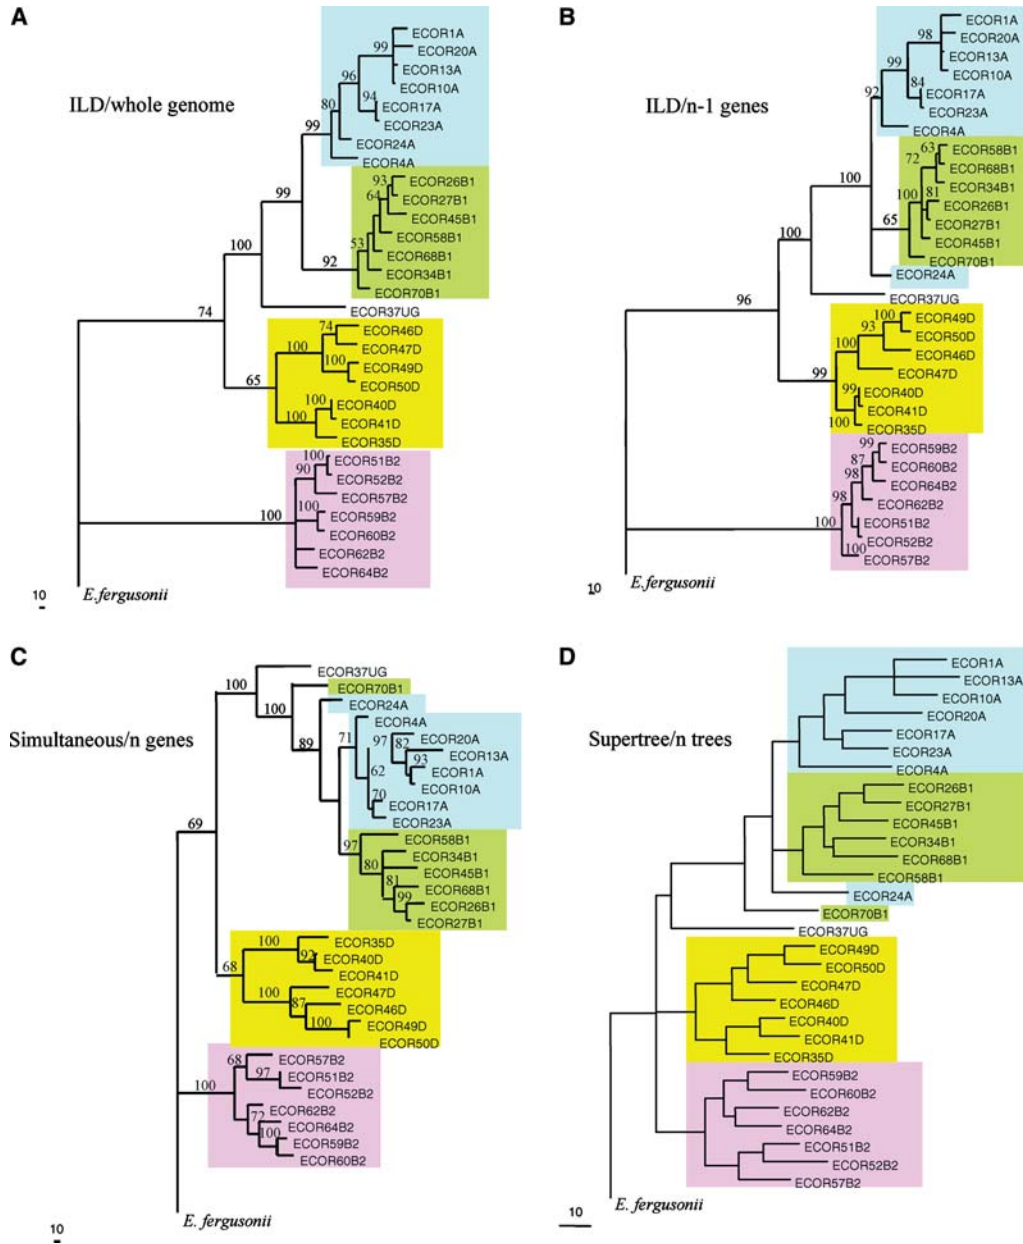 A
ILD/whole genome
99
96
80
94
99
99
93
64
53
92
100
74
74
100
100
65
100
100
100
90
100
100
ECOR1A
ECOR20A
ECOR13A
ECOR10A
ECOR17A
ECOR23A
ECOR24A
ECOR4A
ECOR26B1
ECOR27B1
ECOR45B1
ECOR58B1
ECOR68B1
ECOR34B1
ECOR70B1
ECOR37UG
ECOR46D
ECOR47D
ECOR49D
ECOR50D
ECOR40D
ECOR41D
ECOR35D
ECOR51B2
ECOR52B2
ECOR57B2
ECOR59B2
ECOR60B2
ECOR62B2
ECOR64B2
E.fergusonii
10
B
ILD/n-1 genes
98
99
84
92
63
72
100
81
100
65
100
96
100
93
100
99
99
100
99
87
98
98
100
100
ECOR1A
ECOR20A
ECOR13A
ECOR10A
ECOR17A
ECOR23A
ECOR4A
ECOR58B1
ECOR68B1
ECOR34B1
ECOR26B1
ECOR27B1
ECOR45B1
ECOR70B1
ECOR24A
ECOR37UG
ECOR49D
ECOR50D
ECOR46D
ECOR47D
ECOR40D
ECOR41D
ECOR35D
ECOR59B2
ECOR60B2
ECOR64B2
ECOR62B2
ECOR51B2
ECOR52B2
ECOR57B2
E.fergusonii
10
C
Simultaneous/n genes
100
100
89
71
97
82
93
62
70
97
80
81
99
69
100
92
68
100
87
100
68
97
100
72
100
ECOR37UG
ECOR70B1
ECOR24A
ECOR4A
ECOR20A
ECOR13A
ECOR1A
ECOR10A
ECOR17A
ECOR23A
ECOR58B1
ECOR34B1
ECOR45B1
ECOR68B1
ECOR26B1
ECOR27B1
ECOR35D
ECOR40D
ECOR41D
ECOR47D
ECOR46D
ECOR49D
ECOR50D
ECOR57B2
ECOR51B2
ECOR52B2
ECOR62B2
ECOR64B2
ECOR59B2
ECOR60B2
E. fergusonii
10
D
Supertree/n trees
ECOR1A
ECOR13A
ECOR10A
ECOR20A
ECOR17A
ECOR23A
ECOR4A
ECOR26B1
ECOR27B1
ECOR45B1
ECOR34B1
ECOR68B1
ECOR58B1
ECOR24A
ECOR70B1
ECOR37UG
ECOR49D
ECOR50D
ECOR47D
ECOR46D
ECOR40D
ECOR41D
ECOR35D
ECOR59B2
ECOR60B2
ECOR62B2
ECOR64B2
ECOR51B2
ECOR52B2
ECOR57B2
E. fergusonii
10